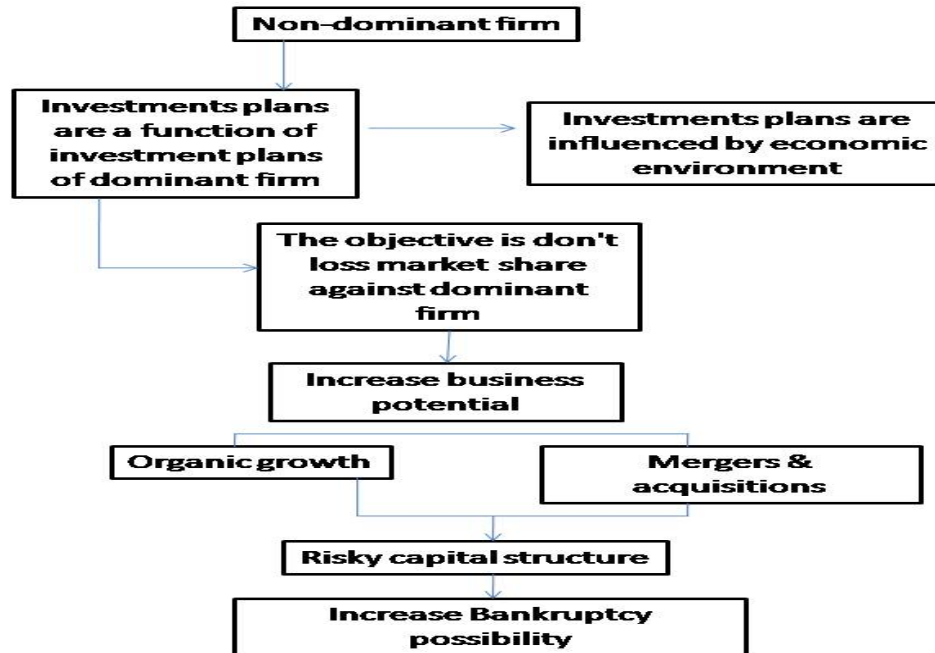 Non-dominant firm
Investments plans
are a function of
investment plans
of dominant firm
Investments plans are
influenced by economic
environment
The objective is don't
loss market share
against dominant
firm
Increase business
potential
Organic growth
Mergers &
acquisitions
Risky capital structure
Increase Bankruptcy
possibility